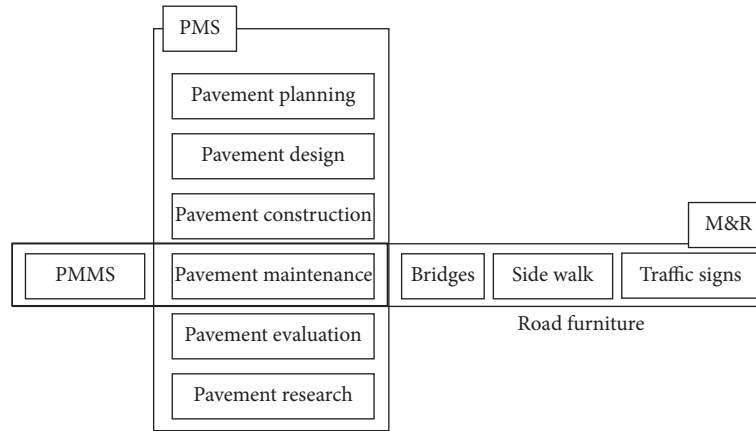 PMS
Pavement planning
Pavement design
Pavement construction
M&R
PMMS
Pavement maintenance
Bridges
Side walk
Traffic signs
Road furniture
Pavement evaluation
Pavement research